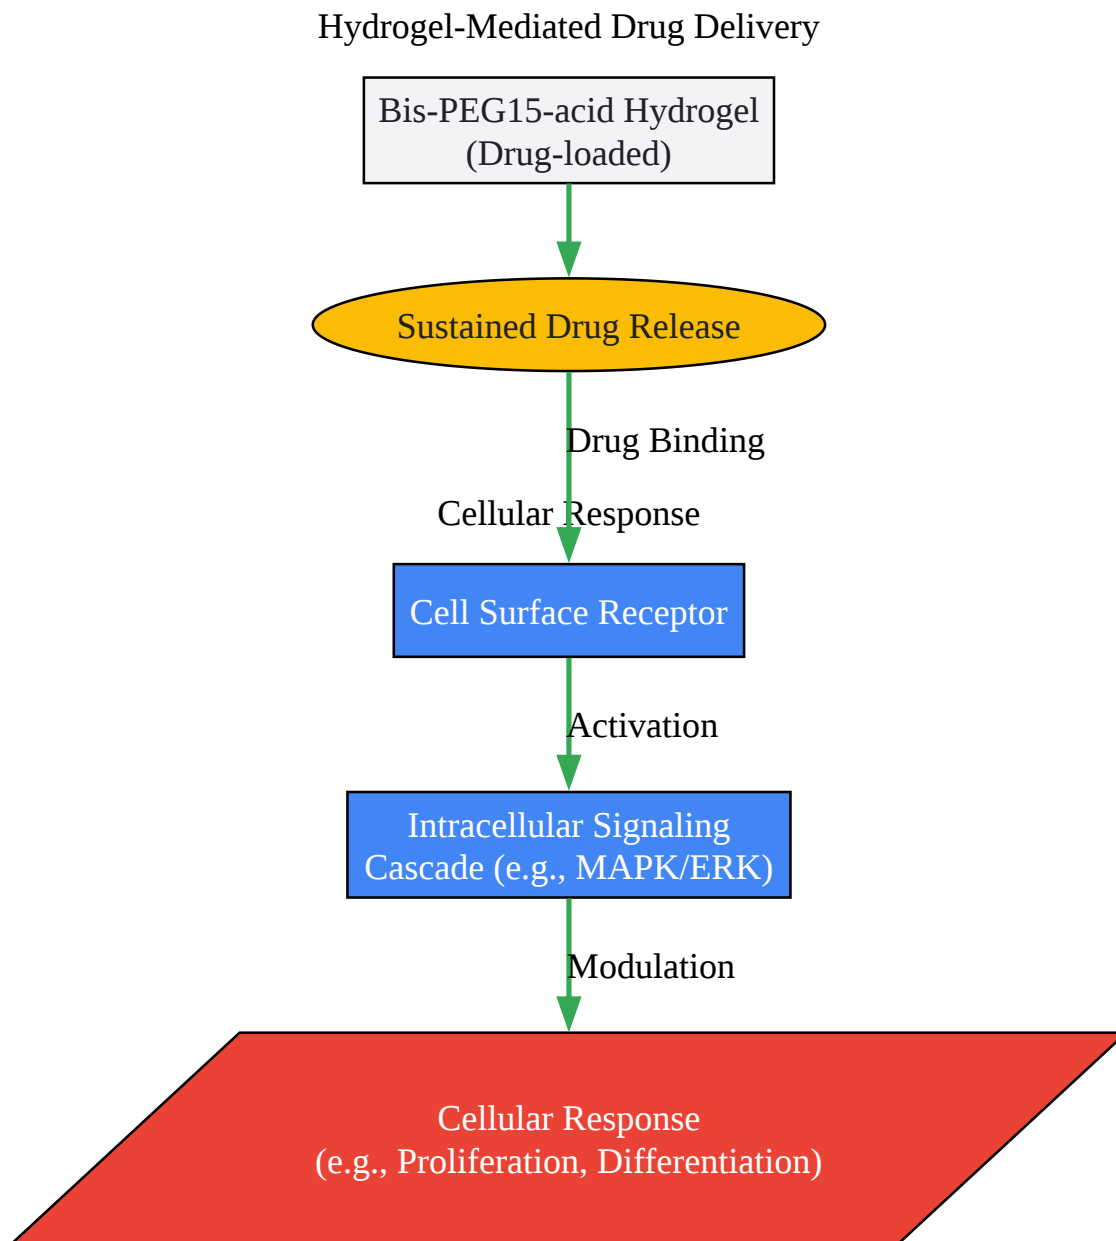 Hydrogel-Mediated Drug Delivery
Bis-PEG15-acid Hydrogel
(Drug-loaded)
Sustained Drug Release
Drug Binding
Cellular Response
Cell Surface Receptor
Activation
Intracellular Signaling
Cascade (e.g., MAPK/ERK)
Modulation
Cellular Response
(e.g., Proliferation, Differentiation)